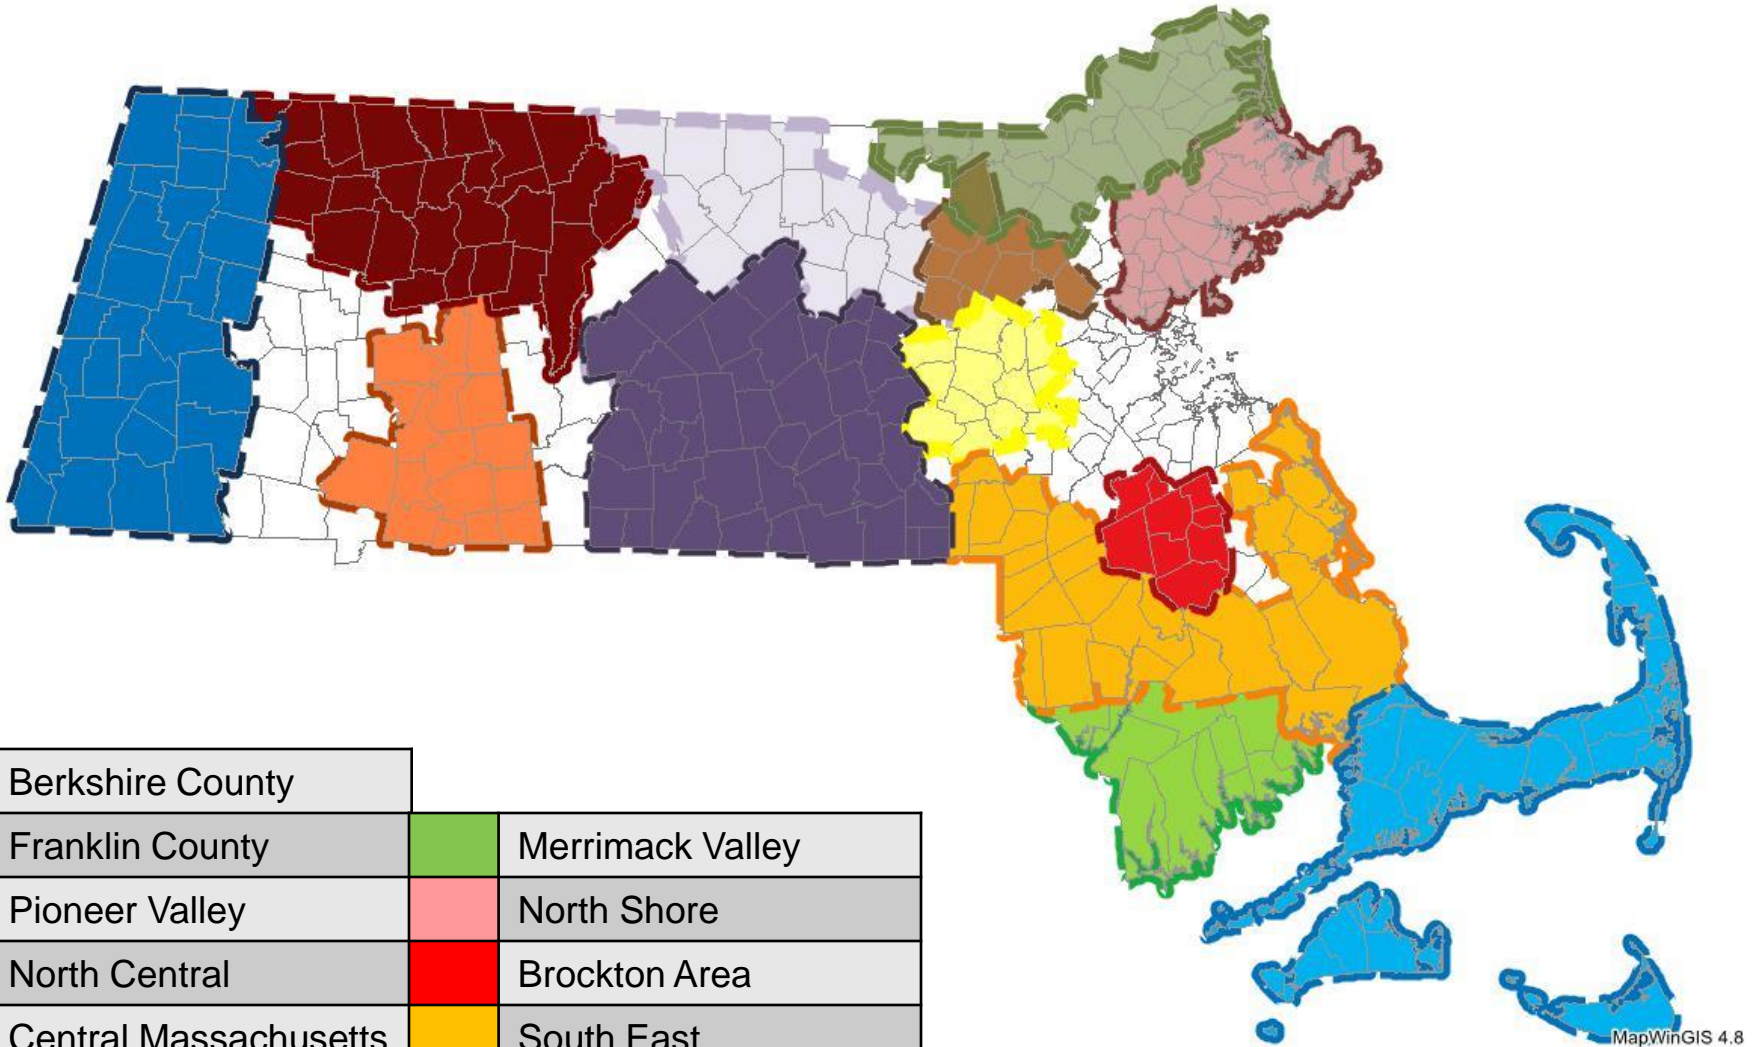 Berkshire County
Franklin County
Merrimack Valley
Pioneer Valley
North Shore
North Central
Brockton Area
Central Massachusetts
South East
MapWinGIS 4.8